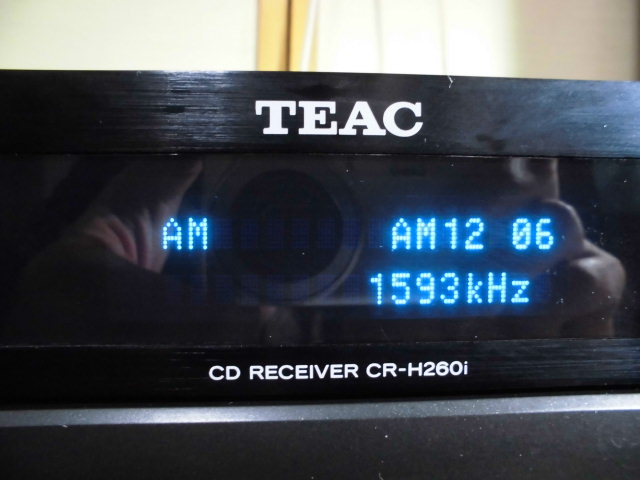 TEAC
AM AM12 06
1593kHz
CD RECEIVER CR-H260i